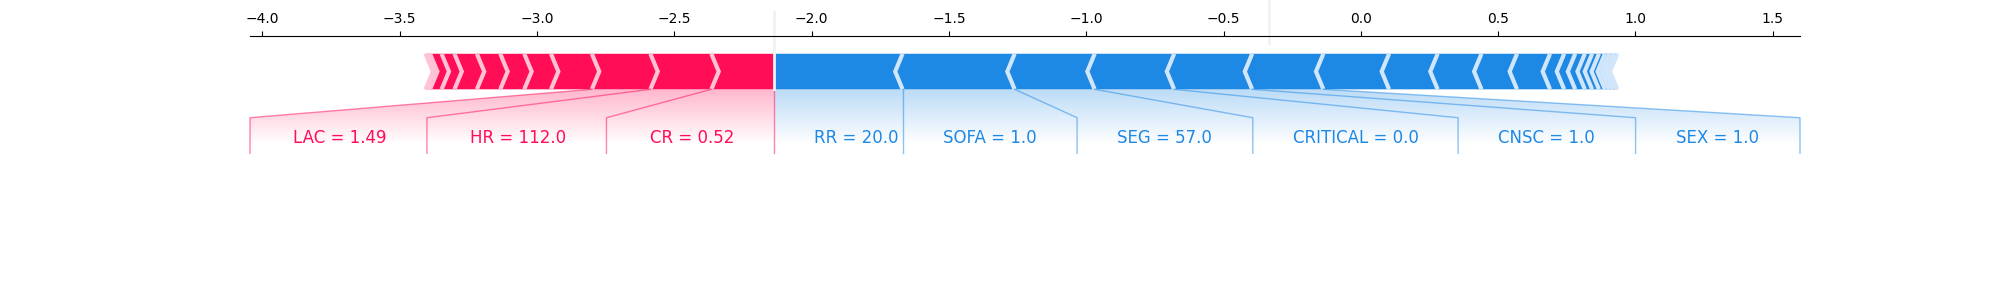 −4.0 −3.5 −3.0 −2.5 −2.0 −1.5 −1.0 −0.5 0.0 0.5 1.0 1.5
LAC = 1.49 HR = 112.0 CR = 0.52 RR = 20.0 SOFA = 1.0 SEG = 57.0 CRITICAL = 0.0 CNSC = 1.0 SEX = 1.0